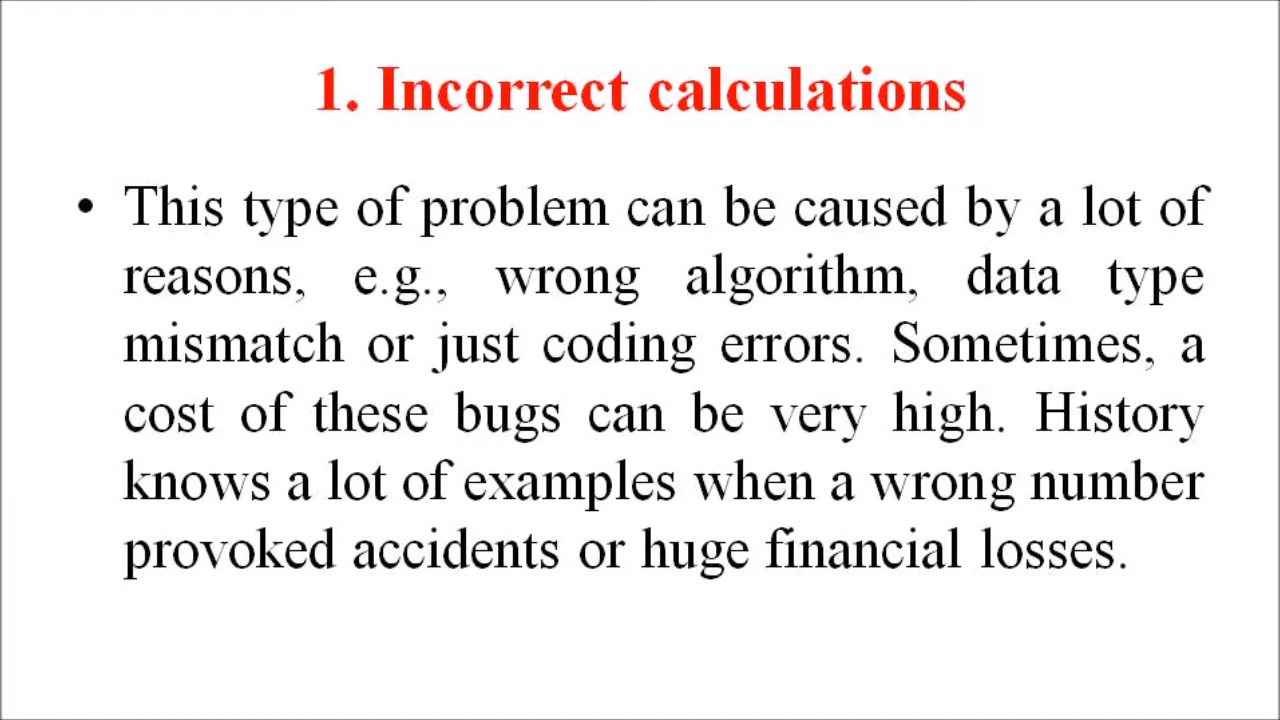 1. Incorrect calculations
• This type of problem can be caused by a lot of
reasons, e.g., wrong algorithm, data type
mismatch or just coding errors. Sometimes, a
cost of these bugs can be very high. History
knows a lot of examples when a wrong number
provoked accidents or huge financial losses.